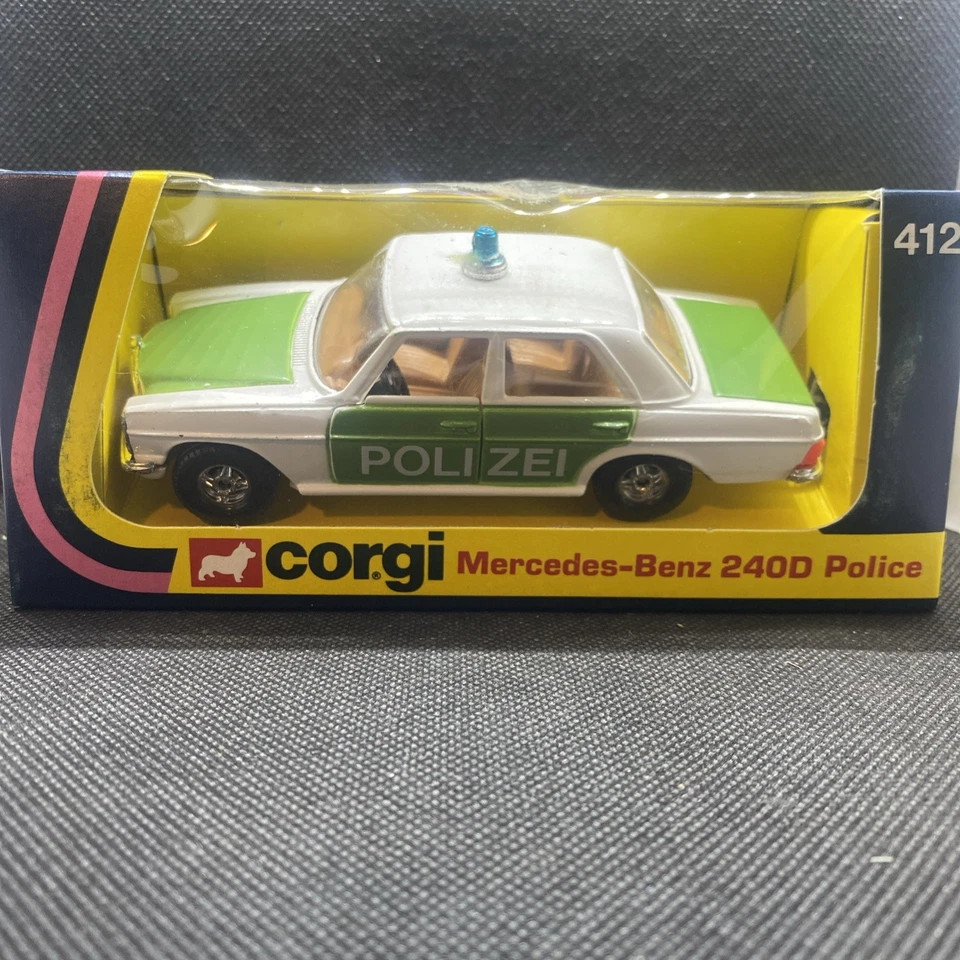 412
POLIZEI
corgi® Mercedes-Benz 240D Police